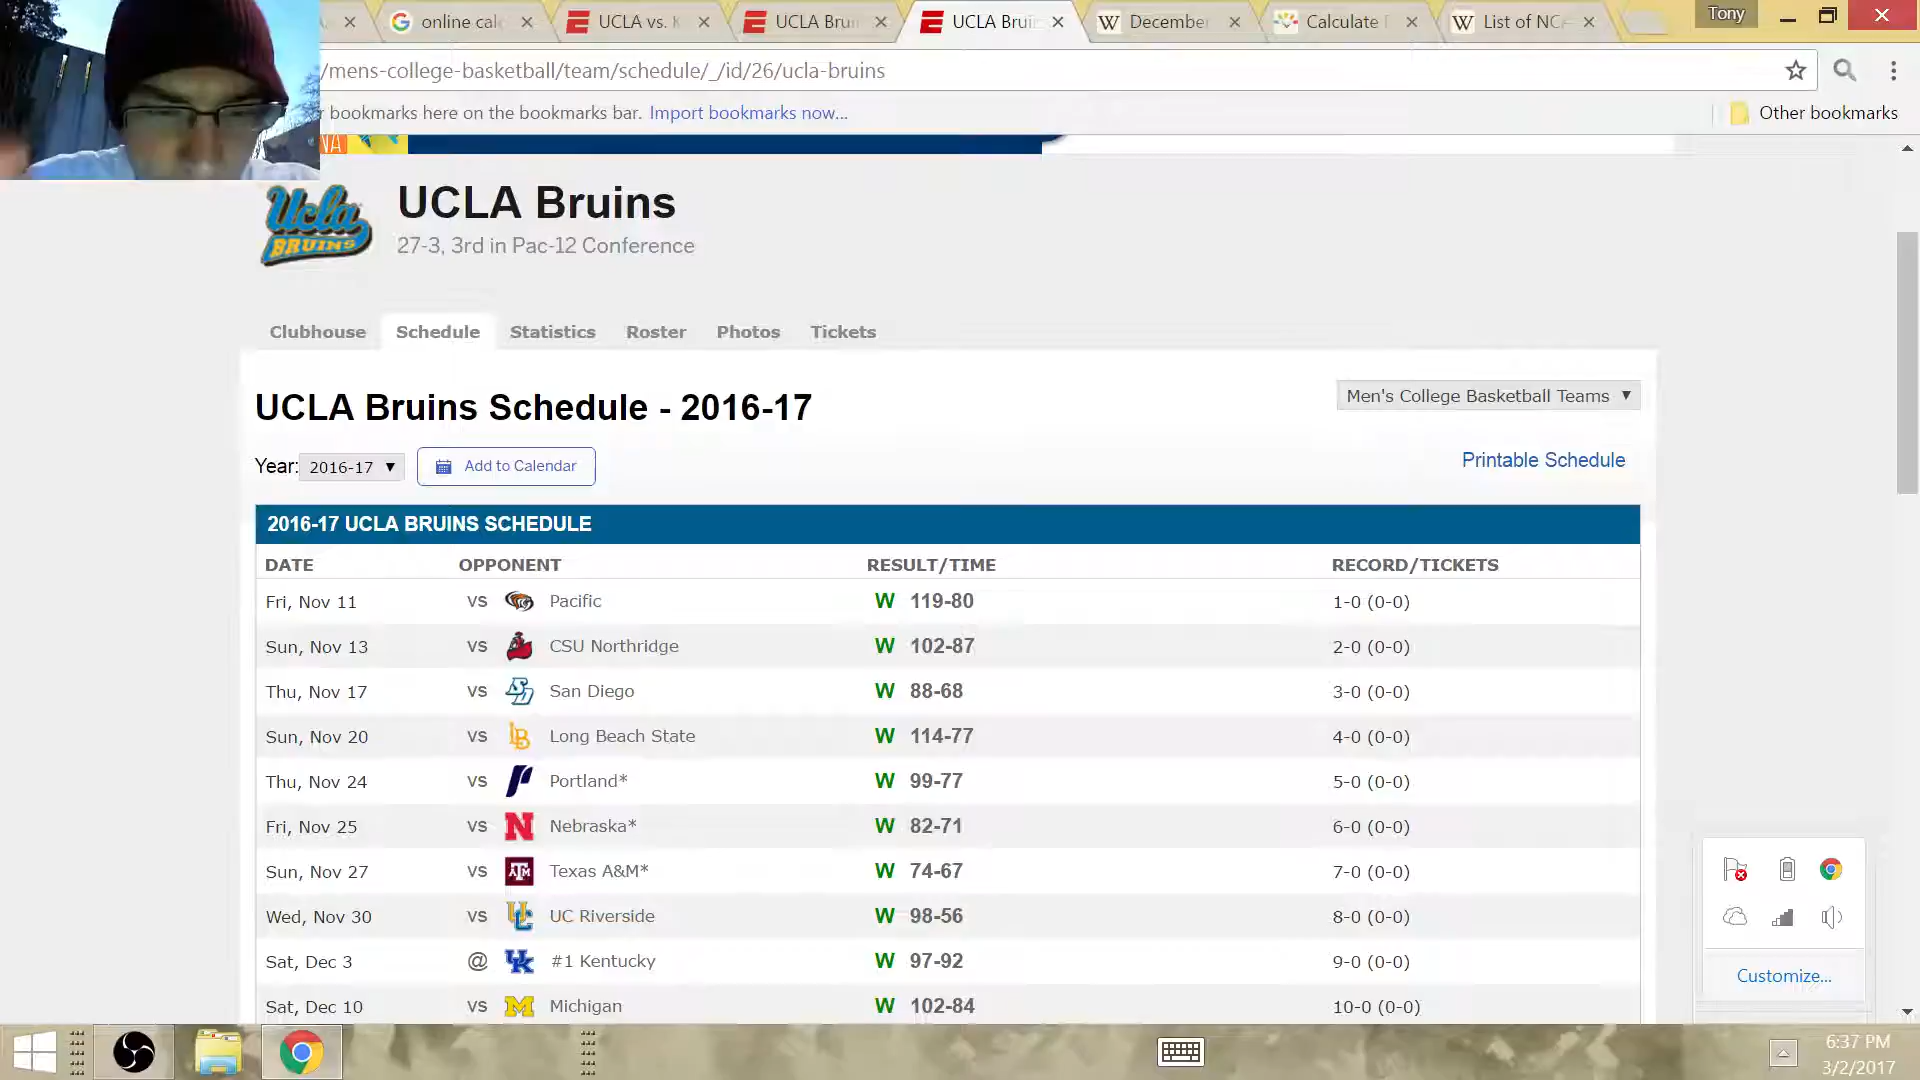 online cal
UCLA vs. K
UCLA Brui
UCLA Brui
December
Calculate
List of NCA
Tony
/mens-college-basketball/team/schedule/_/id/26/ucla-bruins
bookmarks here on the bookmarks bar. Import bookmarks now...
Other bookmarks
NA
Ucla
BRUINS
UCLA Bruins
27-3, 3rd in Pac-12 Conference
Clubhouse Schedule Statistics Roster Photos Tickets
UCLA Bruins Schedule - 2016-17
Men's College Basketball Teams
Year: 2016-17 Add to Calendar
Printable Schedule
2016-17 UCLA BRUINS SCHEDULE
DATE OPPONENT RESULT/TIME RECORD/TICKETS
Fri, Nov 11 VS Pacific W 119-80 1-0 (0-0)
Sun, Nov 13 VS CSU Northridge W 102-87 2-0 (0-0)
Thu, Nov 17 VS San Diego W 88-68 3-0 (0-0)
Sun, Nov 20 VS LB Long Beach State W 114-77 4-0 (0-0)
Thu, Nov 24 VS Portland* W 99-77 5-0 (0-0)
Fri, Nov 25 VS N Nebraska* W 82-71 6-0 (0-0)
Sun, Nov 27 VS ATM Texas A&M* W 74-67 7-0 (0-0)
Wed, Nov 30 VS UC UC Riverside W 98-56 8-0 (0-0)
Sat, Dec 3 @ UK #1 Kentucky W 97-92 9-0 (0-0)
Sat, Dec 10 VS M Michigan W 102-84 10-0 (0-0)
Customize...
6:37 PM
3/2/2017